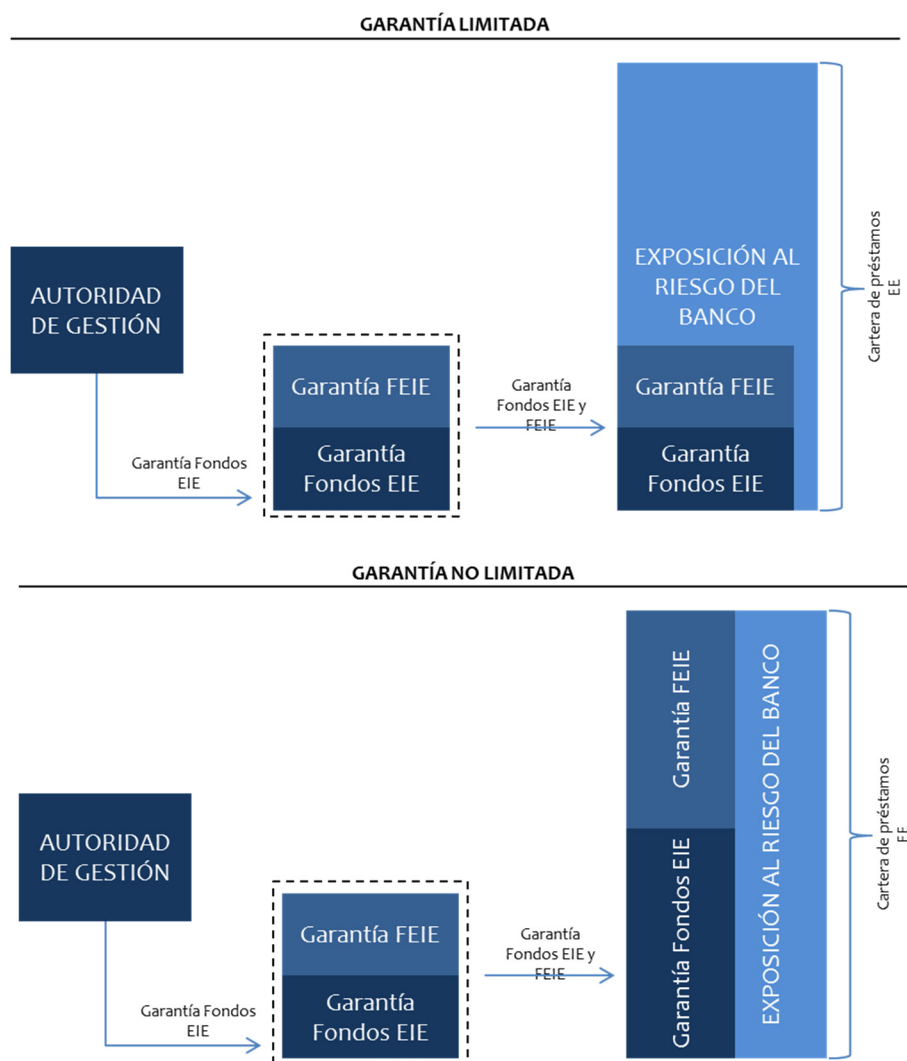 GARANTÍA LIMITADA
AUTORIDAD
DE GESTIÓN
Garantía Fondos
EIE
Garantía FEIE
Garantía
Fondos EIE
Garantía
Fondos EIE y
FEIE
EXPOSICIÓN AL
RIESGO DEL
BANCO
Garantía FEIE
Garantía
Fondos EIE
Cartera de préstamos
EE
GARANTÍA NO LIMITADA
AUTORIDAD
DE GESTIÓN
Garantía Fondos
EIE
Garantía FEIE
Garantía
Fondos EIE
Garantía
Fondos EIE y
FEIE
Garantía FEIE
Garantía Fondos EIE
EXPOSICIÓN AL RIESGO DEL BANCO
Cartera de préstamos